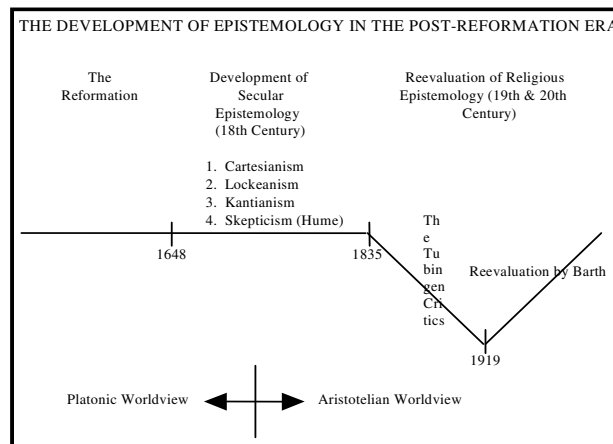 THE DEVELOPMENT OF EPISTEMOLOGY IN THE POST-REFORMATION ERA
The
Reformation
Development of
Secular
Epistemology
(18th Century)
1. Cartesianism
2. Lockeanism
3. Kantianism
4. Skepticism (Hume)
Reevaluation of Religious
Epistemology (19th & 20th
Century)
1648
1835
Th
e
Tu
bin
gen
Cri
tics
Reevaluation by Barth
1919
Platonic Worldview
Aristotelian Worldview